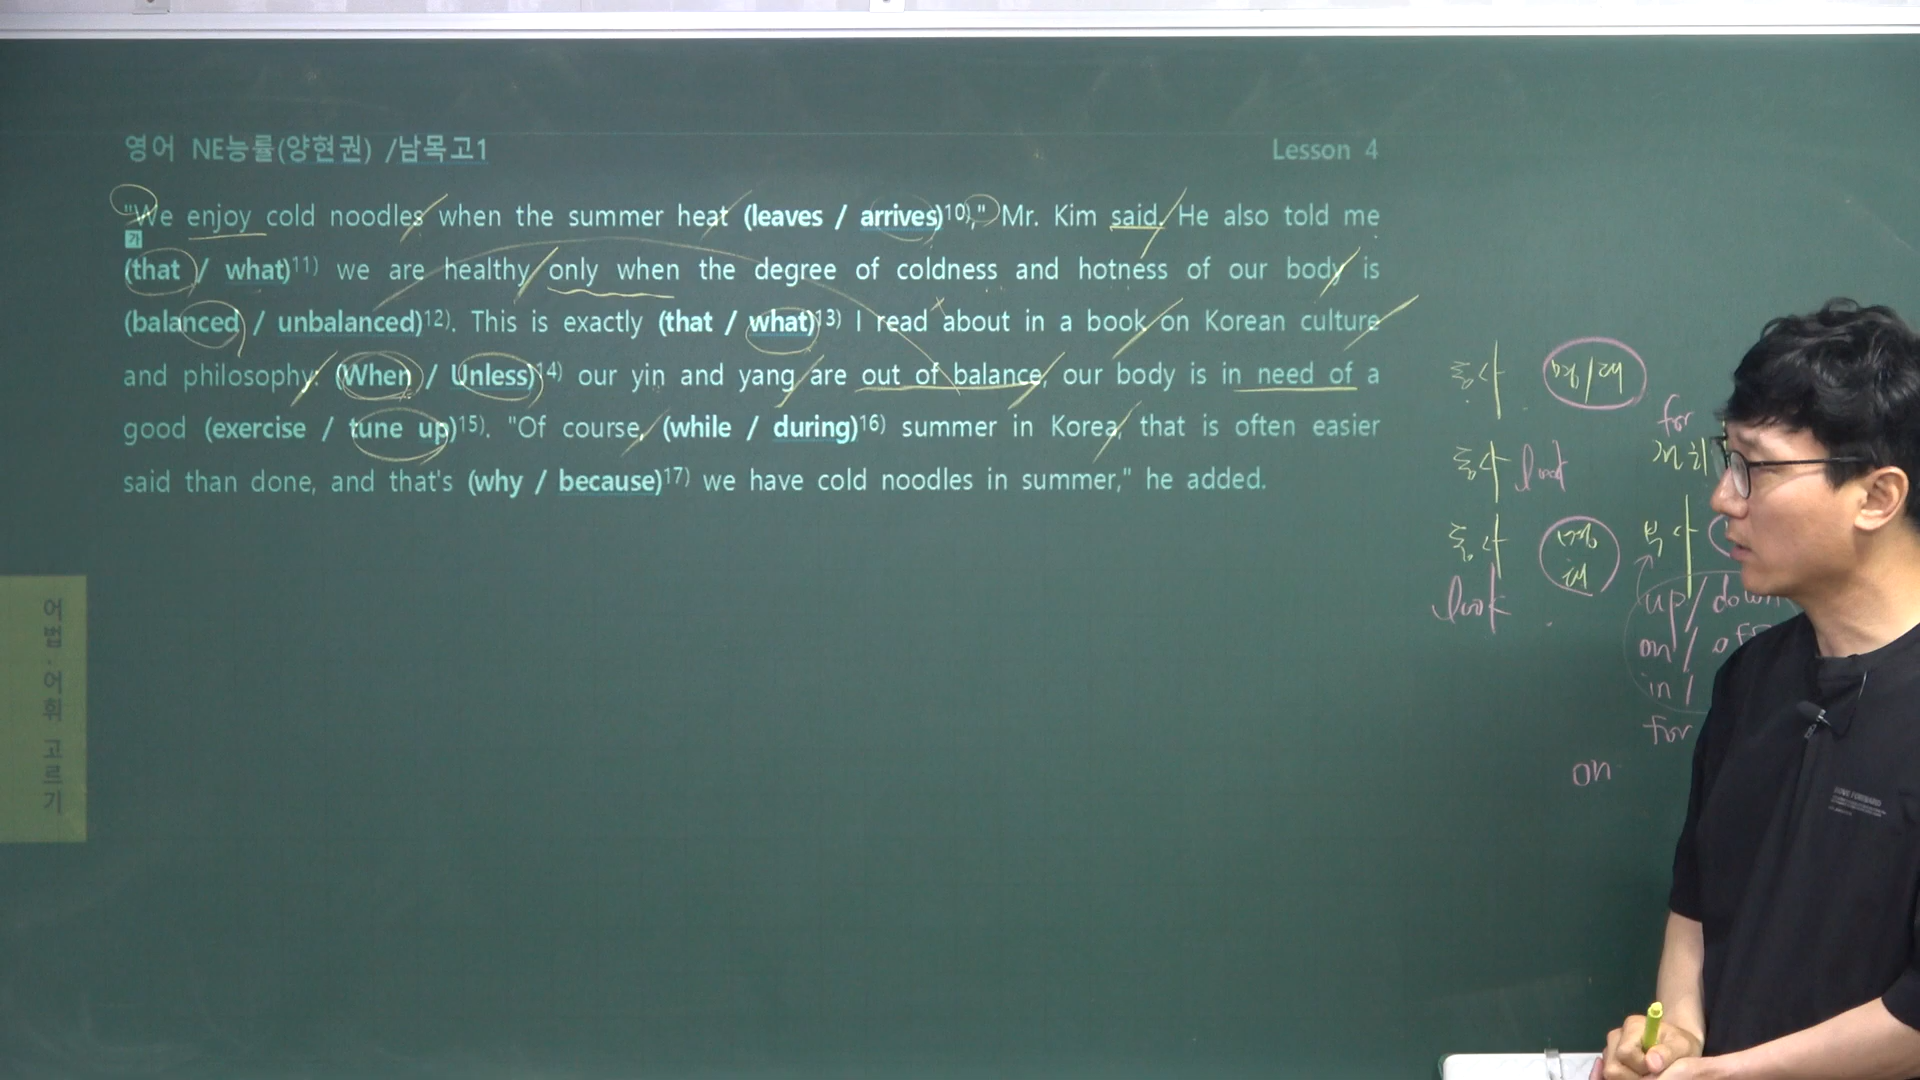 영어 NE능률(양현권) /남목고1
Lesson 4
"We enjoy cold noodles when the summer heat (leaves / arrives)10)," Mr. Kim said. He also told me
(that / what)11) we are healthy only when the degree of coldness and hotness of our body is
(balanced / unbalanced)12). This is exactly (that / what)13) I read about in a book on Korean culture
and philosophy: (When / Unless)14) our yin and yang are out of balance, our body is in need of a
good (exercise / tune up)15). "Of course, (while / during)16) summer in Korea, that is often easier
said than done, and that's (why / because)17) we have cold noodles in summer," he added.
어법·어휘 고르기
동사
for
동사 look
동사 부사
look up / down
on /
in /
for
on